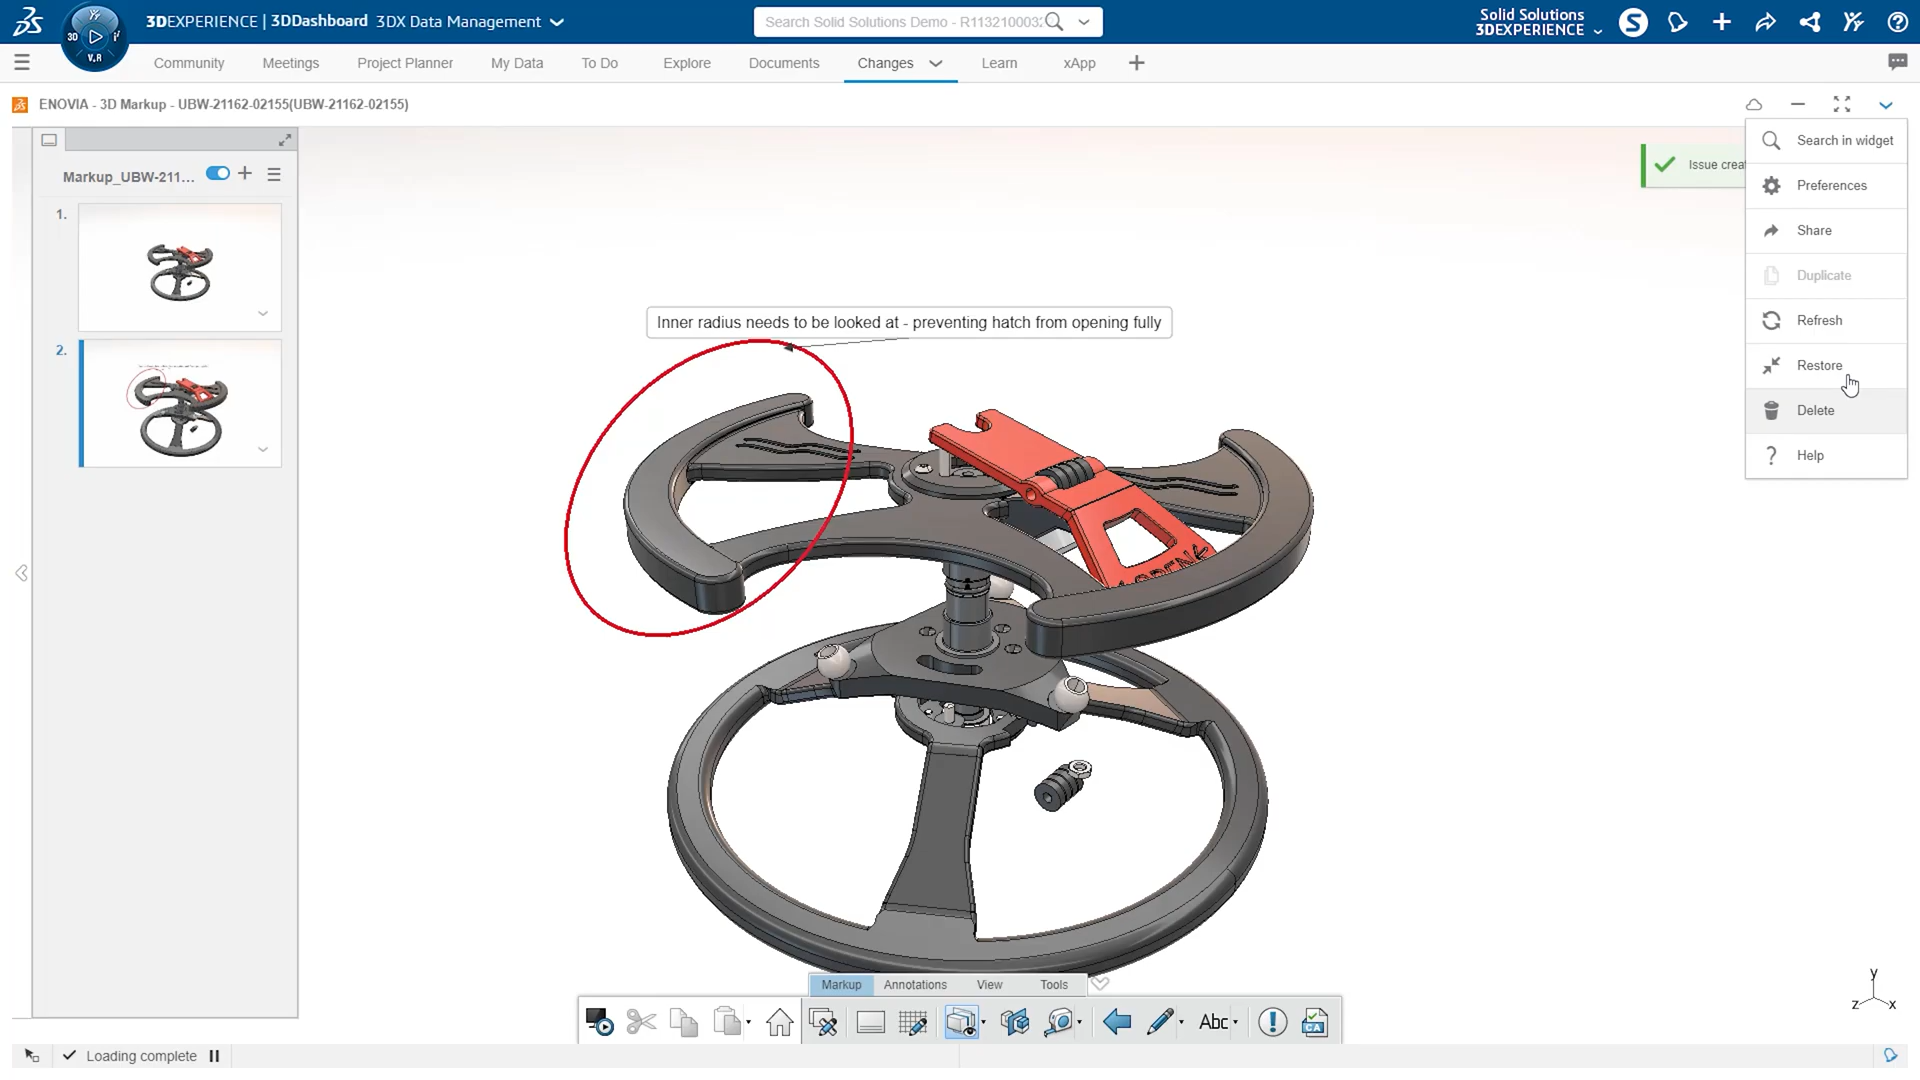 3DEXPERIENCE | 3DDashboard 3DX Data Management
Search Solid Solutions Demo - R1132100032
Solid Solutions
3DEXPERIENCE
3D
V.R
Community
Meetings
Project Planner
My Data
To Do
Explore
Documents
Changes
Learn
xApp
ENOVIA - 3D Markup - UBW-21162-02155(UBW-21162-02155)
Markup_UBW-211...
1.
2.
Issue crea
Search in widget
Preferences
Share
Duplicate
Refresh
Restore
Delete
Help
Inner radius needs to be looked at - preventing hatch from opening fully
Markup
Annotations
View
Tools
Abc
CA
y
z
x
Loading complete